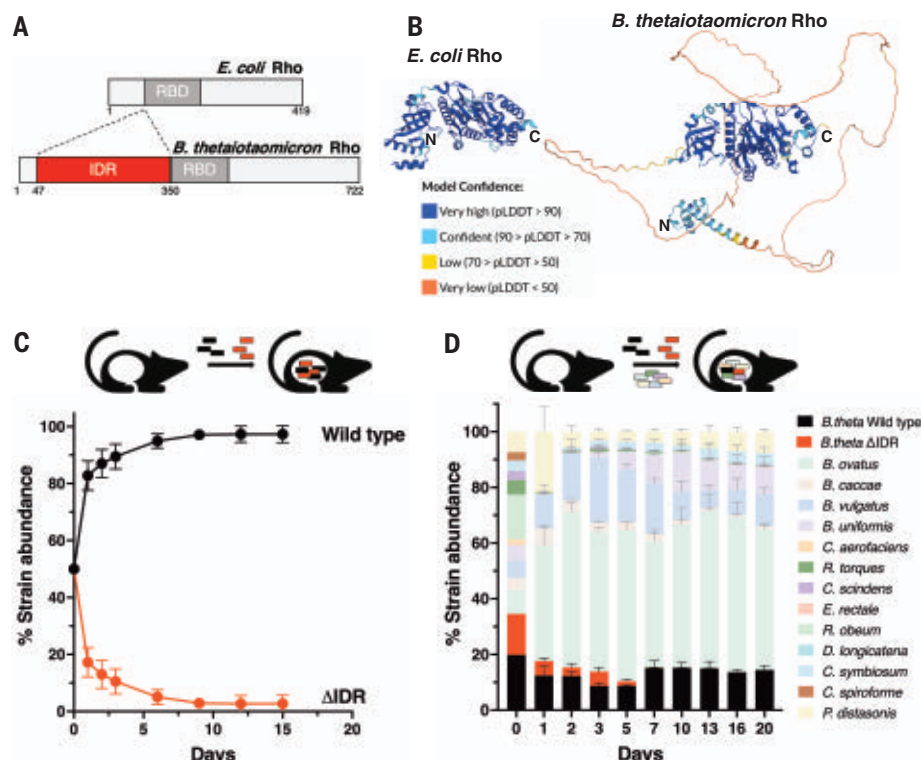 A
E. coli Rho
RBD
1
419
B. thetaiotaomicron Rho
IDR
RBD
1
47
350
722
B
E. coli Rho
B. thetaiotaomicron Rho
N
C
N
C
Model Confidence:
Very high (pLDDT > 90)
Confident (90 > pLDDT > 70)
Low (70 > pLDDT > 50)
Very low (pLDDT < 50)
C
% Strain abundance
100
80
60
40
20
0
Wild type
ΔIDR
0
5
10
15
20
Days
D
% Strain abundance
100
80
60
40
20
0
0
1
2
3
5
7
10
13
16
20
Days
B.theta Wild type
B.theta ΔIDR
B. ovatus
B. caccae
B. vulgatus
B. uniformis
C. aerofaciens
R. torques
C. scindens
E. rectale
R. obeum
D. longicatena
C. symbiosum
C. spiroforme
P. distasonis